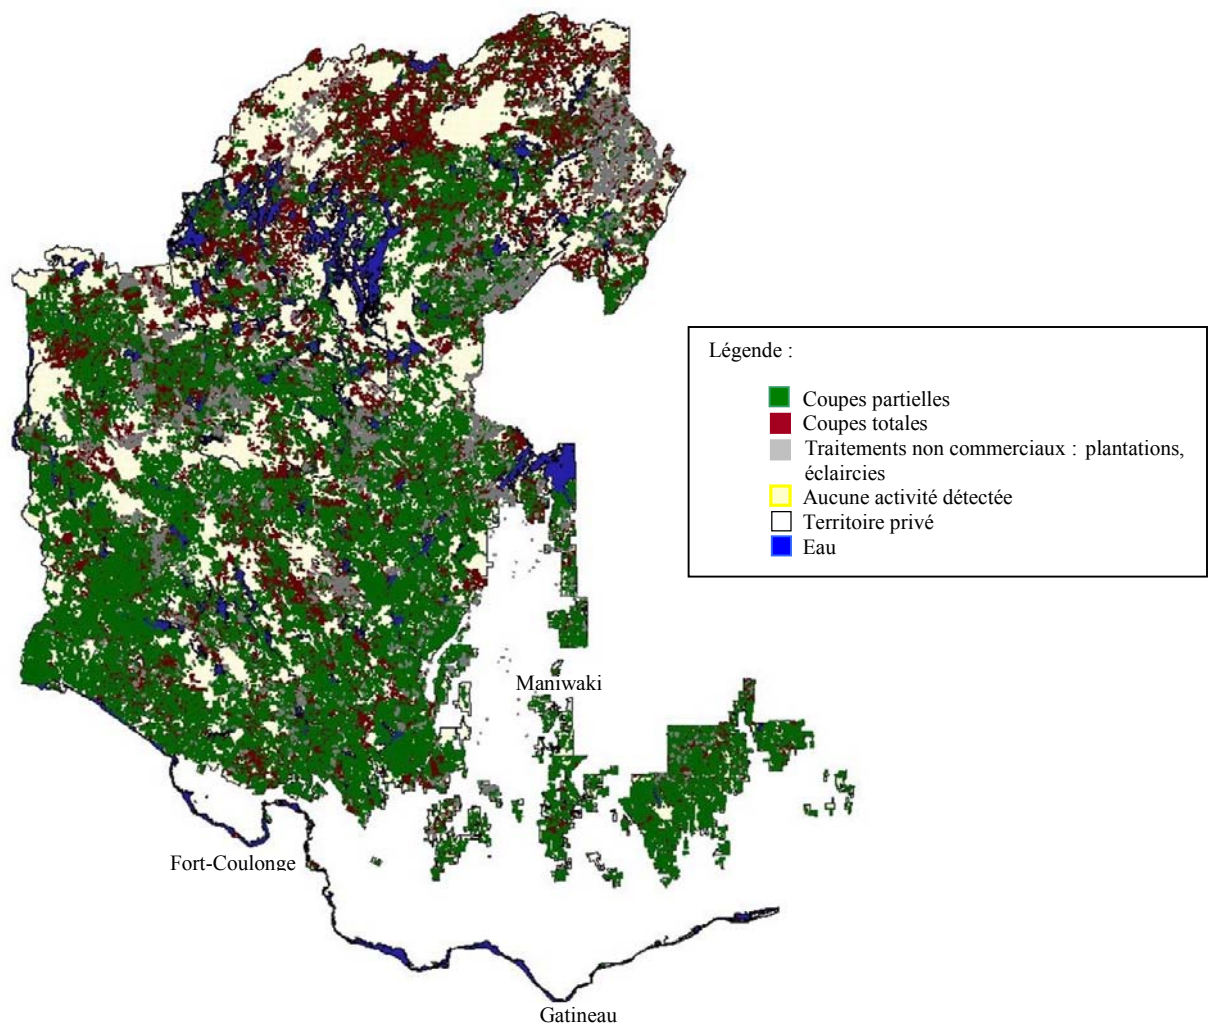 Légende :
Coupes partielles
Coupes totales
Traitements non commerciaux : plantations,
éclaircies
Aucune activité détectée
Territoire privé
Eau
Maniwaki
Fort-Coulonge
Gatineau